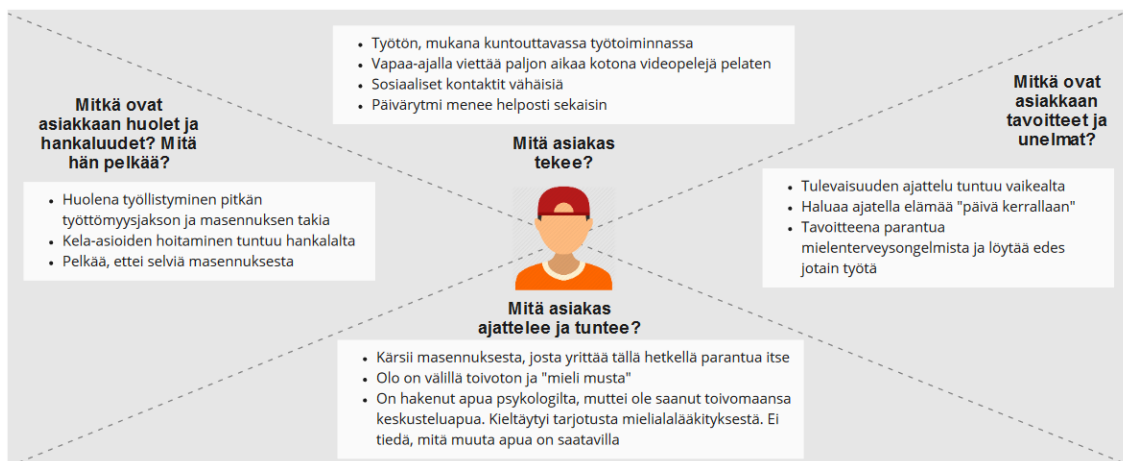 Mitkä ovat
asiakkaan huolet ja
hankaluudet? Mitä
hän pelkää?
• Huolena työllistyminen pitkän
työttömyysjakson ja masennuksen takia
• Kela-asioiden hoitaminen tuntuu hankalalta
• Pelkää, ettei selviä masennuksesta
• Työtön, mukana kuntouttavassa työtoiminnassa
• Vapaa-ajalla viettää paljon aikaa kotona videopelejä pelaten
• Sosiaaliset kontaktit vähäisiä
• Päivärytmi menee helposti sekaisin
Mitä asiakas
tekee?
Mitä asiakas
ajattelee ja tuntee?
• Kärsii masennuksesta, josta yrittää tällä hetkellä parantua itse
• Olo on välillä toivoton ja "mieli musta"
• On hakenut apua psykologilta, muttei ole saanut toivomaansa
keskusteluapua. Kieltäytyi tarjotusta mielialalääkityksestä. Ei
tiedä, mitä muuta apua on saatavilla
Mitkä ovat
asiakkaan
tavoitteet ja
unelmat?
• Tulevaisuuden ajattelu tuntuu vaikealta
• Haluaa ajatella elämää "päivä kerrallaan"
• Tavoitteena parantua
mielenterveysongelmista ja löytää edes
jotain työtä